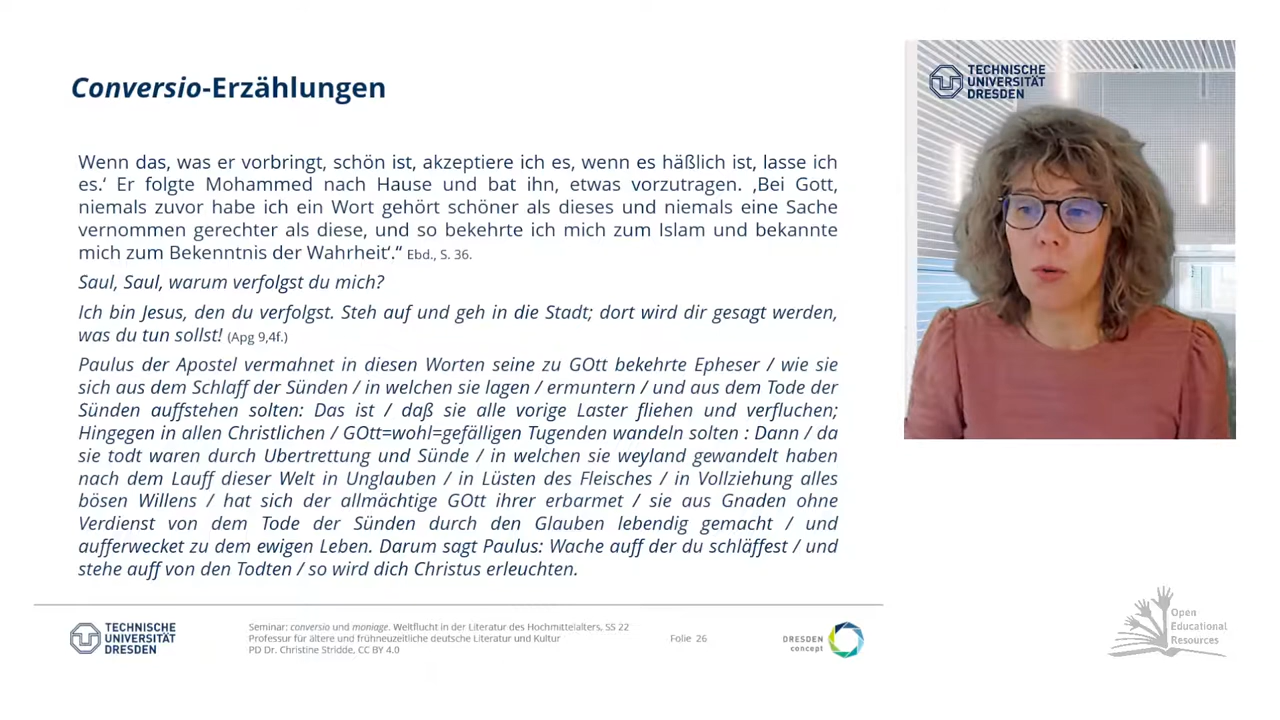 Conversio-Erzählungen
Wenn das, was er vorbringt, schön ist, akzeptiere ich es, wenn es häßlich ist, lasse ich
es.‘ Er folgte Mohammed nach Hause und bat ihn, etwas vorzutragen. ‚Bei Gott,
niemals zuvor habe ich ein Wort gehört schöner als dieses und niemals eine Sache
vernommen gerechter als diese, und so bekehrte ich mich zum Islam und bekannte
mich zum Bekenntnis der Wahrheit‘.“ Ebd., S. 36.
Saul, Saul, warum verfolgst du mich?
Ich bin Jesus, den du verfolgst. Steh auf und geh in die Stadt; dort wird dir gesagt werden,
was du tun sollst! (Apg 9,4f.)
Paulus der Apostel vermahnet in diesen Worten seine zu GOtt bekehrte Epheser / wie sie
sich aus dem Schlaff der Sünden / in welchen sie lagen / ermuntern / und aus dem Tode der
Sünden auffstehen solten: Das ist / daß sie alle vorige Laster fliehen und verfluchen;
Hingegen in allen Christlichen / GOtt=wohl=gefälligen Tugenden wandeln solten : Dann / da
sie todt waren durch Ubertrettung und Sünde / in welchen sie weyland gewandelt haben
nach dem Lauff dieser Welt in Unglauben / in Lüsten des Fleisches / in Vollziehung alles
bösen Willens / hat sich der allmächtige GOtt ihrer erbarmet / sie aus Gnaden ohne
Verdienst von dem Tode der Sünden durch den Glauben lebendig gemacht / und
aufferwecket zu dem ewigen Leben. Darum sagt Paulus: Wache auff der du schläffest / und
stehe auff von den Todten / so wird dich Christus erleuchten.
TECHNISCHE
UNIVERSITÄT
DRESDEN
Seminar: conversio und moniage. Weltflucht in der Literatur des Hochmittelalters, SS 22
Professur für ältere und frühneuzeitliche deutsche Literatur und Kultur
PD Dr. Christine Stridde, CC BY 4.0
Folie 26
DRESDEN
concept
TECHNISCHE
UNIVERSITÄT
DRESDEN
Open
Educational
Resources